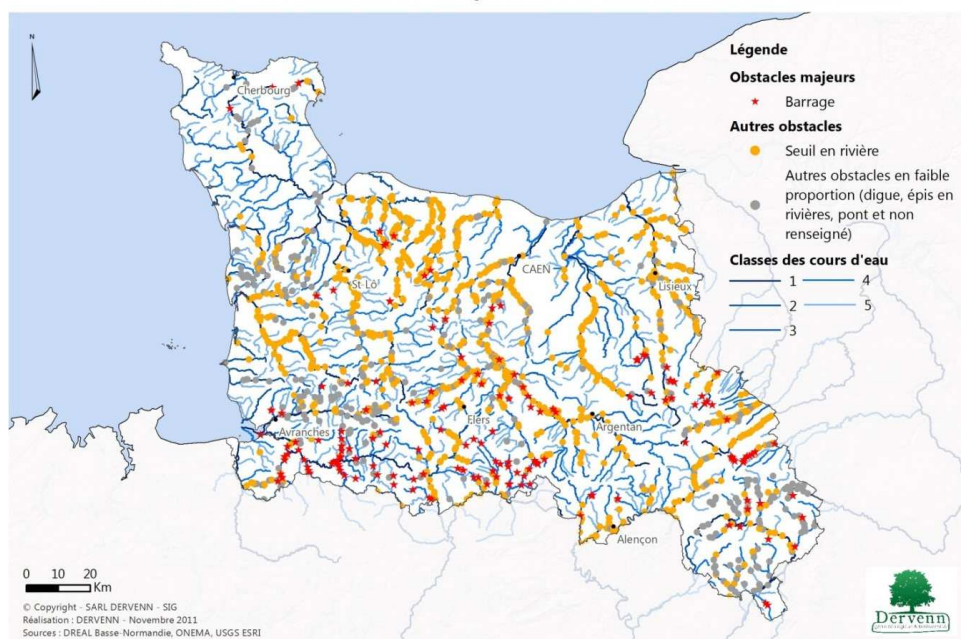 N
Légende
Obstacles majeurs
Barrage
Autres obstacles
Seuil en rivière
Autres obstacles en faible
proportion (digue, épis en
rivières, pont et non
renseigné)
Classes des cours d'eau
1 4
2 5
3
Cherbourg
St-Lô
CAEN
Lisieux
Flers
Avranches
Argentan
Alençon
0 10 20
Km
© Copyright - SARL DERVENN - SIG
Réalisation : DERVENN - Novembre 2011
Sources : DREAL Basse-Normandie, ONEMA, USGS ESRI
Dervenn